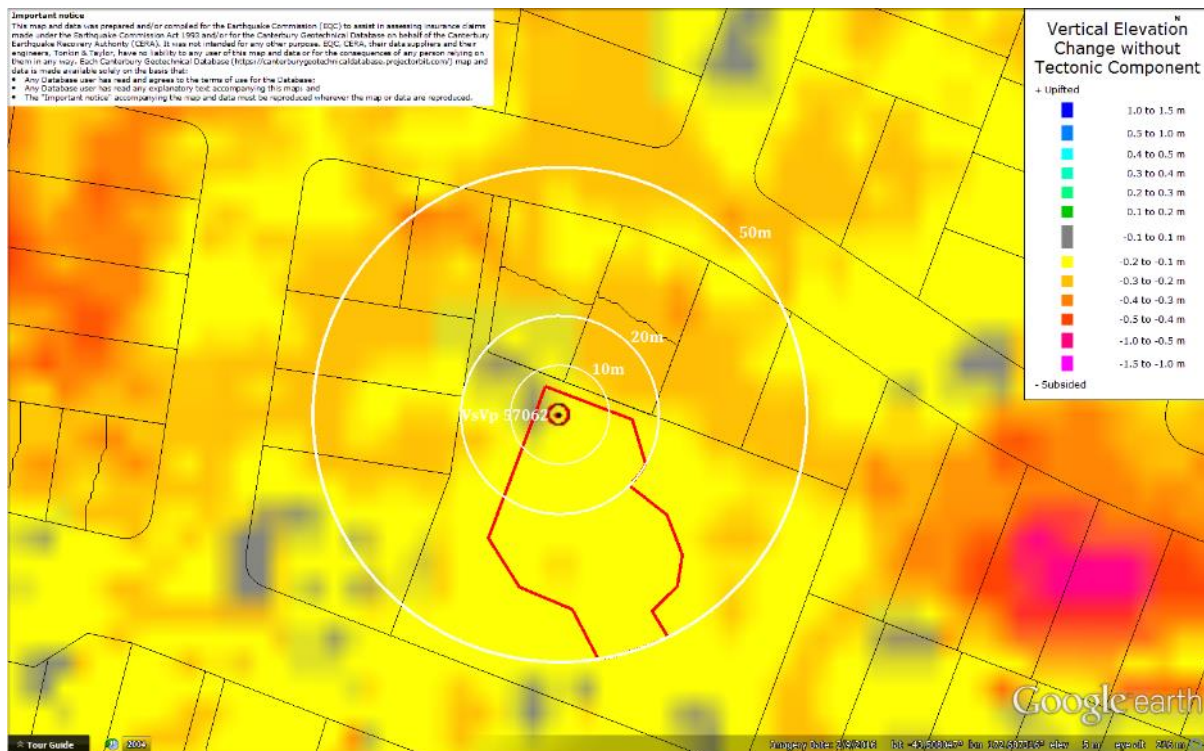 Important notice
This map and data was prepared and/or compiled for the Earthquake Commission (EQC) to assist in assessing insurance claims
made under the Earthquake Commission Act 1993 and/or for the Canterbury Geotechnical Database on behalf of the Canterbury
Earthquake Recovery Authority (CERA). It was not intended for any other purpose. EQC, CERA, their data suppliers and their
engineers, Tonkin & Taylor, have no liability to any user of this map and data or for the consequences of any person relying on
them in any way. Each Canterbury Geotechnical Database (https://canterburygeotechnicaldatabase.projectorbit.com/) map and
data is made available solely on the basis that:
• Any Database user has read and agrees to the terms of use for the Database;
• Any Database user has read any explanatory text accompanying this map; and
• The "Important notice" accompanying the map and data must be reproduced wherever the map or data are reproduced.
N
Vertical Elevation
Change without
Tectonic Component
+ Uplifted
1.0 to 1.5 m
0.5 to 1.0 m
0.4 to 0.5 m
0.3 to 0.4 m
0.2 to 0.3 m
0.1 to 0.2 m
-0.1 to 0.1 m
-0.2 to -0.1 m
-0.3 to -0.2 m
-0.4 to -0.3 m
-0.5 to -0.4 m
-1.0 to -0.5 m
-1.5 to -1.0 m
- Subsided
50m
20m
10m
VsVp 57062
Google earth
Tour Guide
2004
Imagery date: lat lon elev 5 m eye alt